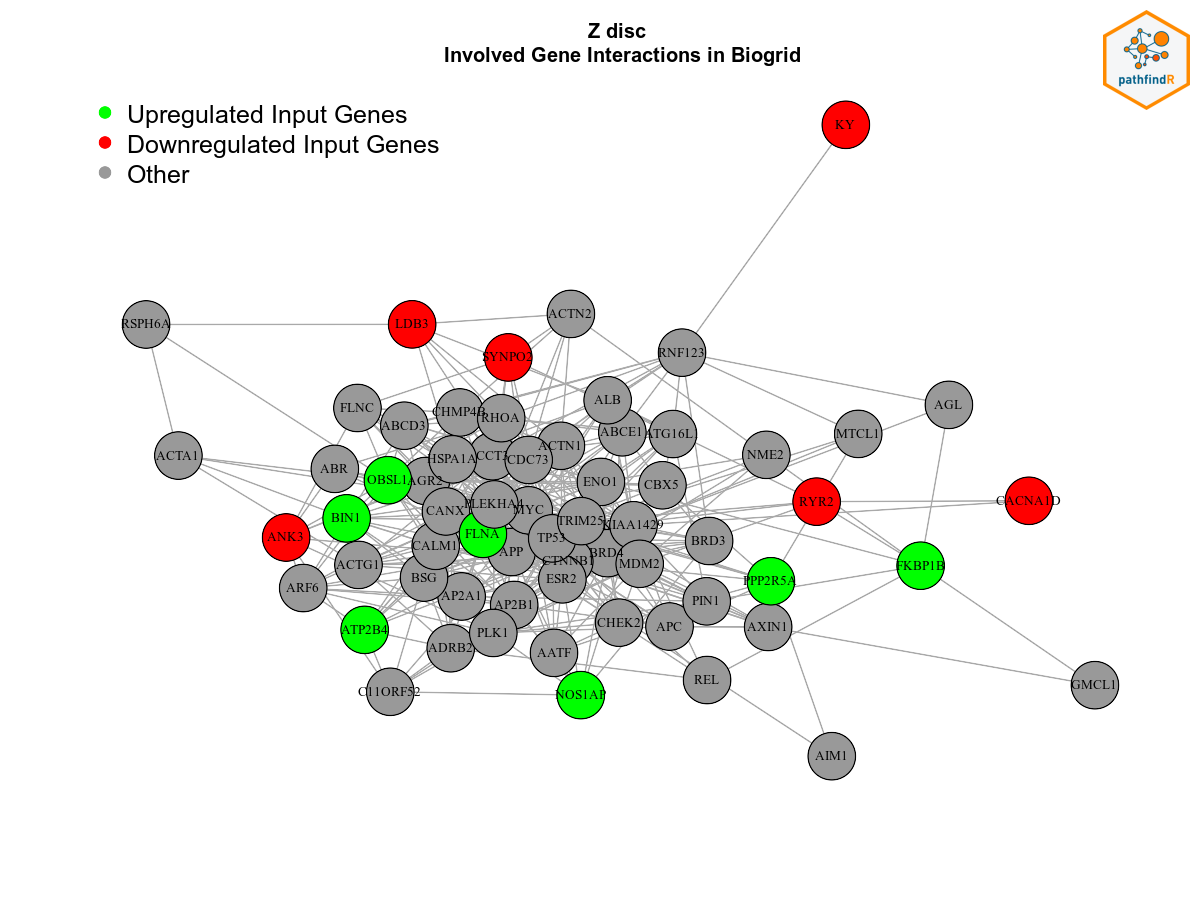 Z disc
Involved Gene Interactions in Biogrid
pathfindR
Upregulated Input Genes
Downregulated Input Genes
Other
KY
RSPH6A
LDB3
ACTN2
SYNPO2
RNF123
FLNC
ABCD3
CHMP4B
RHOA
ALB
ABCE1
ATG16L1
AGL
MTCL1
ACTA1
ABR
OBSL1
AGR2
HSPA1A
CCT3
CDC73
ACTN1
ENO1
CBX5
NME2
RYR2
CACNA1D
ANK3
BIN1
CANX
PLEKHA4
MYC
FLNA
TRIM25
KIAA1429
TP53
BRD3
CALM1
APP
CTNNB1
BRD4
MDM2
ACTG1
ARF6
BSG
ESR2
PPP2R5A
FKBP1B
AP2A1
AP2B1
PIN1
ATP2B4
ADRB2
PLK1
CHEK2
APC
AXIN1
AATF
C11ORF52
NOS1AP
REL
GMCL1
AIM1